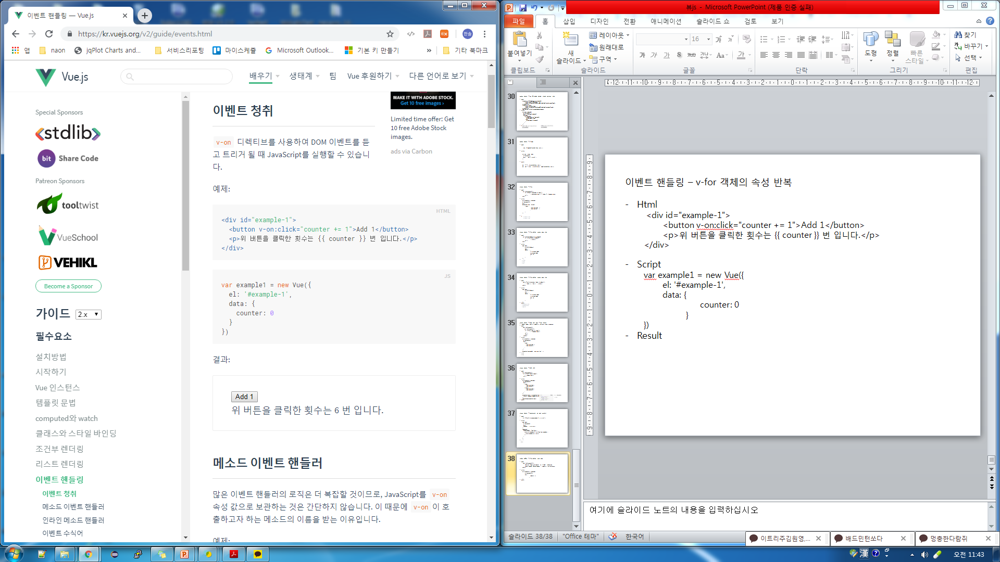 이벤트 핸들링 — Vue.js
https://kr.vuejs.org/v2/guide/events.html
한솔
앱
naon
jqPlot Charts and...
서비스리포팅
마이스케쥴
Microsoft Outlook...
기본 키 만들기
»
기타 북마크
Vue.js
배우기
생태계
팀
Vue 후원하기
다른 언어로 보기
Special Sponsors
<stdlib>
bit Share Code
Patreon Sponsors
tooltwist
VueSchool
VEHIKL
Become a Sponsor
가이드 2.x
필수요소
설치방법
시작하기
Vue 인스턴스
템플릿 문법
computed와 watch
클래스와 스타일 바인딩
조건부 렌더링
리스트 렌더링
이벤트 핸들링
이벤트 청취
메소드 이벤트 핸들러
인라인 메소드 핸들러
이벤트 수식어
MAKE IT WITH ADOBE STOCK.
Get 10 free images ›
Limited time offer: Get
10 free Adobe Stock
images.
ads via Carbon
이벤트 청취
v-on 디렉티브를 사용하여 DOM 이벤트를 듣
고 트리거 될 때 JavaScript를 실행할 수 있습니
다.
예제:
HTML
<div id="example-1">
<button v-on:click="counter += 1">Add 1</button>
<p>위 버튼을 클릭한 횟수는 {{ counter }} 번 입니다.</p>
</div>
JS
var example1 = new Vue({
el: '#example-1',
data: {
counter: 0
}
})
결과:
Add 1
위 버튼을 클릭한 횟수는 6 번 입니다.
메소드 이벤트 핸들러
많은 이벤트 핸들러의 로직은 더 복잡할 것이므로, JavaScript를 v-on
속성 값으로 보관하는 것은 간단하지 않습니다. 이 때문에 v-on 이 호
출하고자 하는 메소드의 이름을 받는 이유입니다.
예제:
뷰js - Microsoft PowerPoint (제품 인증 실패)
파일
홈
삽입
디자인
전환
애니메이션
슬라이드 쇼
검토
보기
붙여넣기
클립보드
새
슬라이드
레이아웃
원래대로
구역
슬라이드
16
글꼴
단락
도형
정렬
빠른
스타일
그리기
찾기
바꾸기
선택
편집
30
31
32
33
34
35
36
37
38
이벤트 핸들링 – v-for 객체의 속성 반복
- Html
<div id="example-1">
<button v-on:click="counter += 1">Add 1</button>
<p>위 버튼을 클릭한 횟수는 {{ counter }} 번 입니다.</p>
</div>
- Script
var example1 = new Vue({
el: '#example-1',
data: {
counter: 0
}
})
- Result
여기에 슬라이드 노트의 내용을 입력하십시오
슬라이드 38/38
"Office 테마"
한국어
이트리주김원영,...
배드민턴쏘다
멍충한다람쥐
漢
오전 11:43